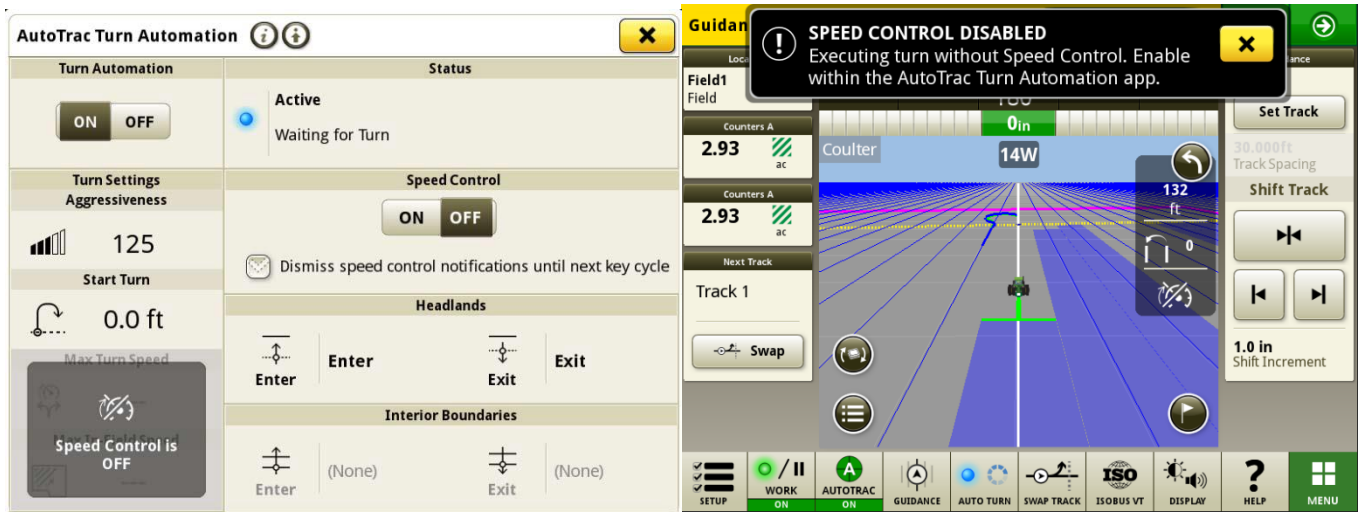 AutoTrac Turn Automation
Turn Automation
ON OFF
Status
Active
Waiting for Turn
Turn Settings
Aggressiveness
125
Start Turn
0.0 ft
Max Turn Speed
Speed Control is
OFF
Speed Control
ON OFF
Dismiss speed control notifications until next key cycle
Headlands
Enter
Enter
Exit
Exit
Interior Boundaries
Enter
(None)
Exit
(None)
Guidan
SPEED CONTROL DISABLED
Executing turn without Speed Control. Enable
within the AutoTrac Turn Automation app.
Field1
Field
Counters A
2.93
ac
Counters A
2.93
ac
Next Track
Track 1
Swap
0in
Coulter
14W
132
ft
0
Set Track
30.000ft
Track Spacing
Shift Track
1.0 in
Shift Increment
SETUP
WORK
ON
A
AUTOTRAC
ON
GUIDANCE
AUTO TURN
SWAP TRACK
ISO
ISOBUS VT
DISPLAY
?
HELP
MENU